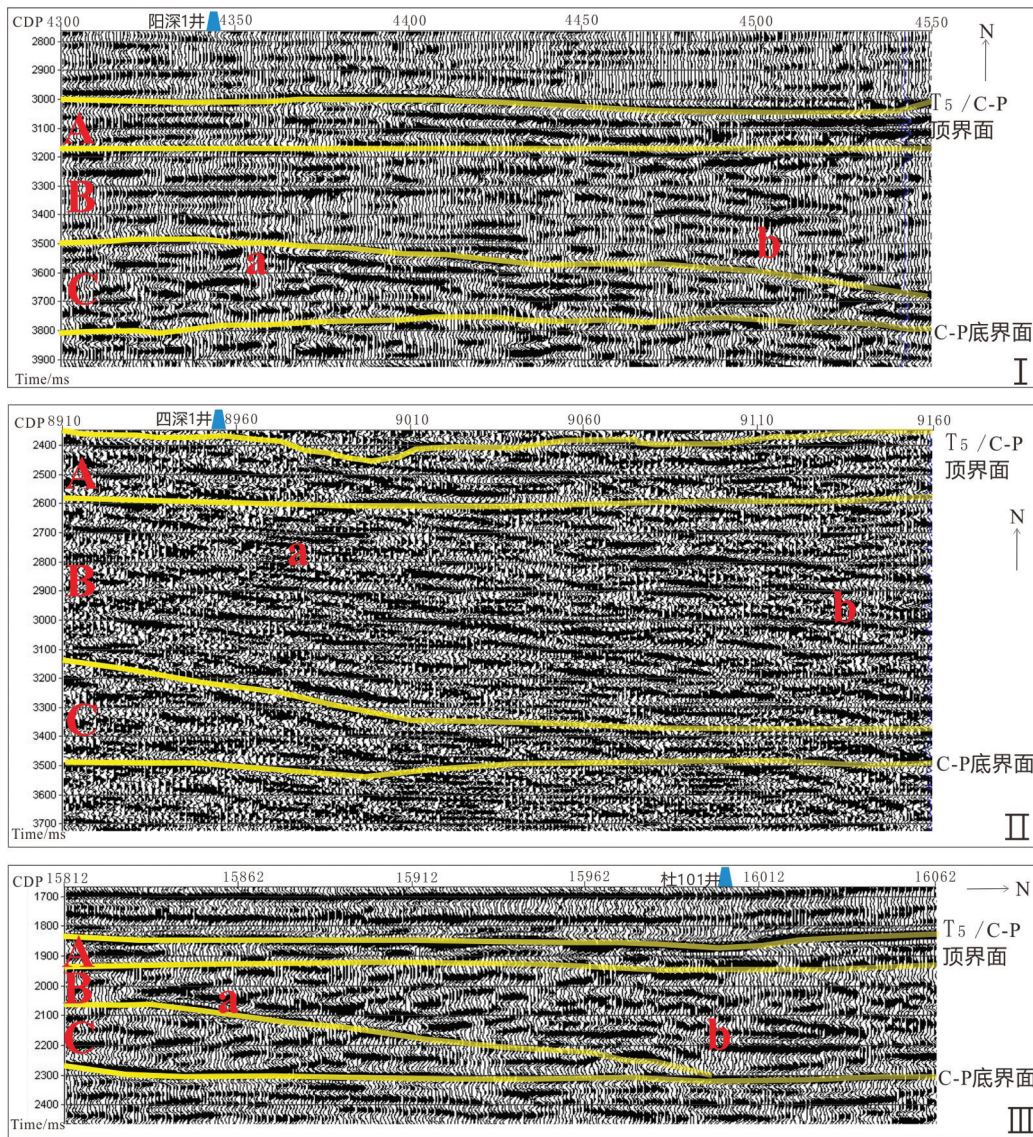 CDP 4300 阳深1井 4350 4400 4450 4500 4550
N
2800
2900
3000
T5 /C-P
顶界面
A
3100
3200
B
3300
3400
3500
a b
3600
C
3700
3800
C-P底界面
3900
Time/ms
I
CDP 8910 四深1井 8960 9010 9060 9110 9160
T5 /C-P
顶界面
2400
A
2500
2600
N
2700
a
2800
B
2900
b
3000
3100
3200
3300
C
3400
3500
C-P底界面
3600
3700
Time/ms
II
CDP 15812 15862 15912 15962 杜101井 16012 16062
N
1700
1800
T5 /C-P
顶界面
A
1900
2000
B
a
2100
b
C
2200
2300
C-P底界面
2400
Time/ms
III